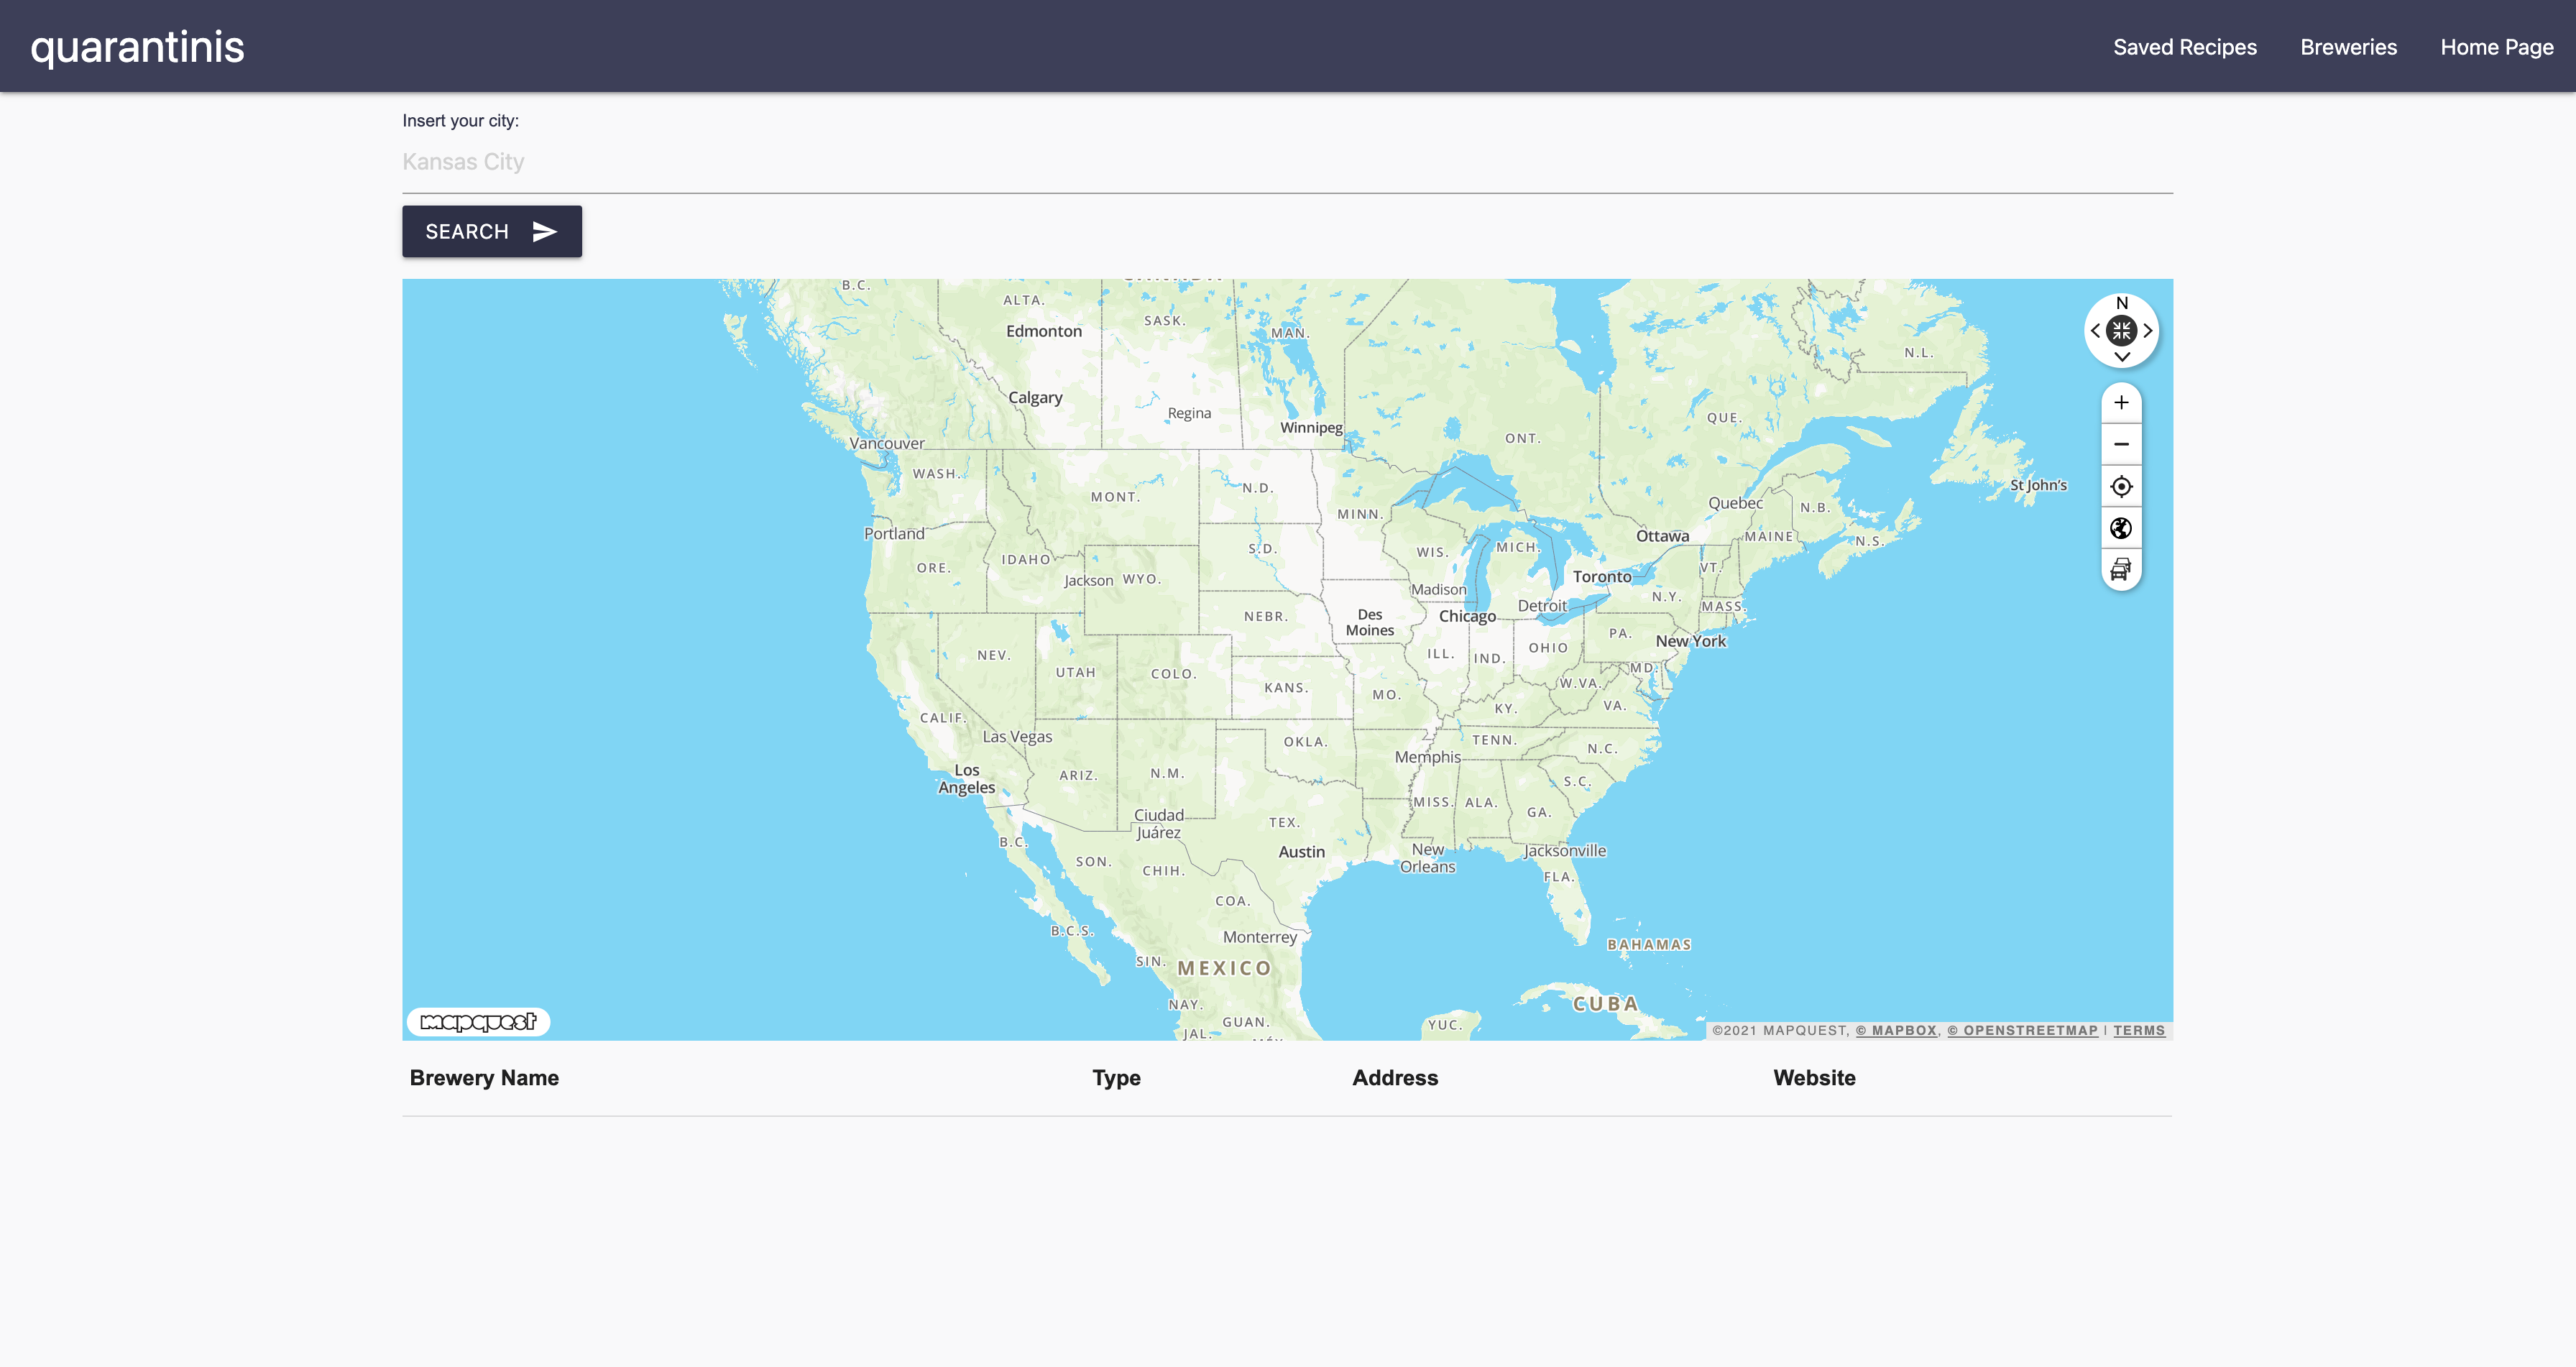 quarantinis
Saved Recipes Breweries Home Page
Insert your city:
Kansas City
SEARCH
B.C.
ALTA.
N
SASK.
Edmonton
MAN.
N.L.
Calgary
Regina
QUE.
Winnipeg
ONT.
Vancouver
WASH.
St John's
N.D.
MONT.
Quebec
N.B.
MINN.
Portland
Ottawa
MAINE
N.S.
MICH.
S.D.
WIS.
IDAHO
ORE.
VT.
Toronto
Jackson
WYO.
Madison
N.Y.
Detroit
MASS.
NEBR.
Des
Moines
Chicago
PA.
New York
OHIO
NEV.
ILL.
IND.
MD.
UTAH
COLO.
W.VA.
KANS.
MO.
VA.
KY.
CALIF.
Las Vegas
OKLA.
TENN.
N.C.
Memphis
Los
Angeles
ARIZ.
N.M.
S.C.
MISS.
ALA.
GA.
Ciudad
Juárez
TEX.
B.C.
Austin
New
Orleans
Jacksonville
SON.
CHIH.
FLA.
COA.
B.C.S.
Monterrey
BAHAMAS
SIN.
MEXICO
NAY.
CUBA
GUAN.
YUC.
JAL.
mapquest
©2021 MAPQUEST, © MAPBOX, © OPENSTREETMAP | TERMS
Brewery Name Type Address Website